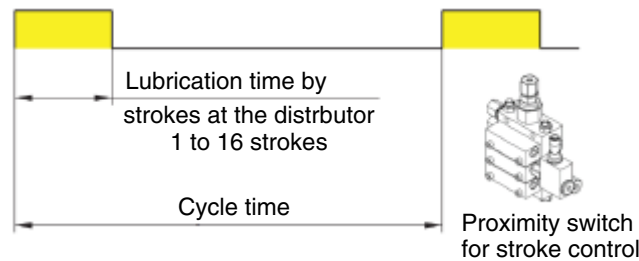 Lubrication time by
strokes at the distrbutor
1 to 16 strokes
Cycle time
Proximity switch
for stroke control